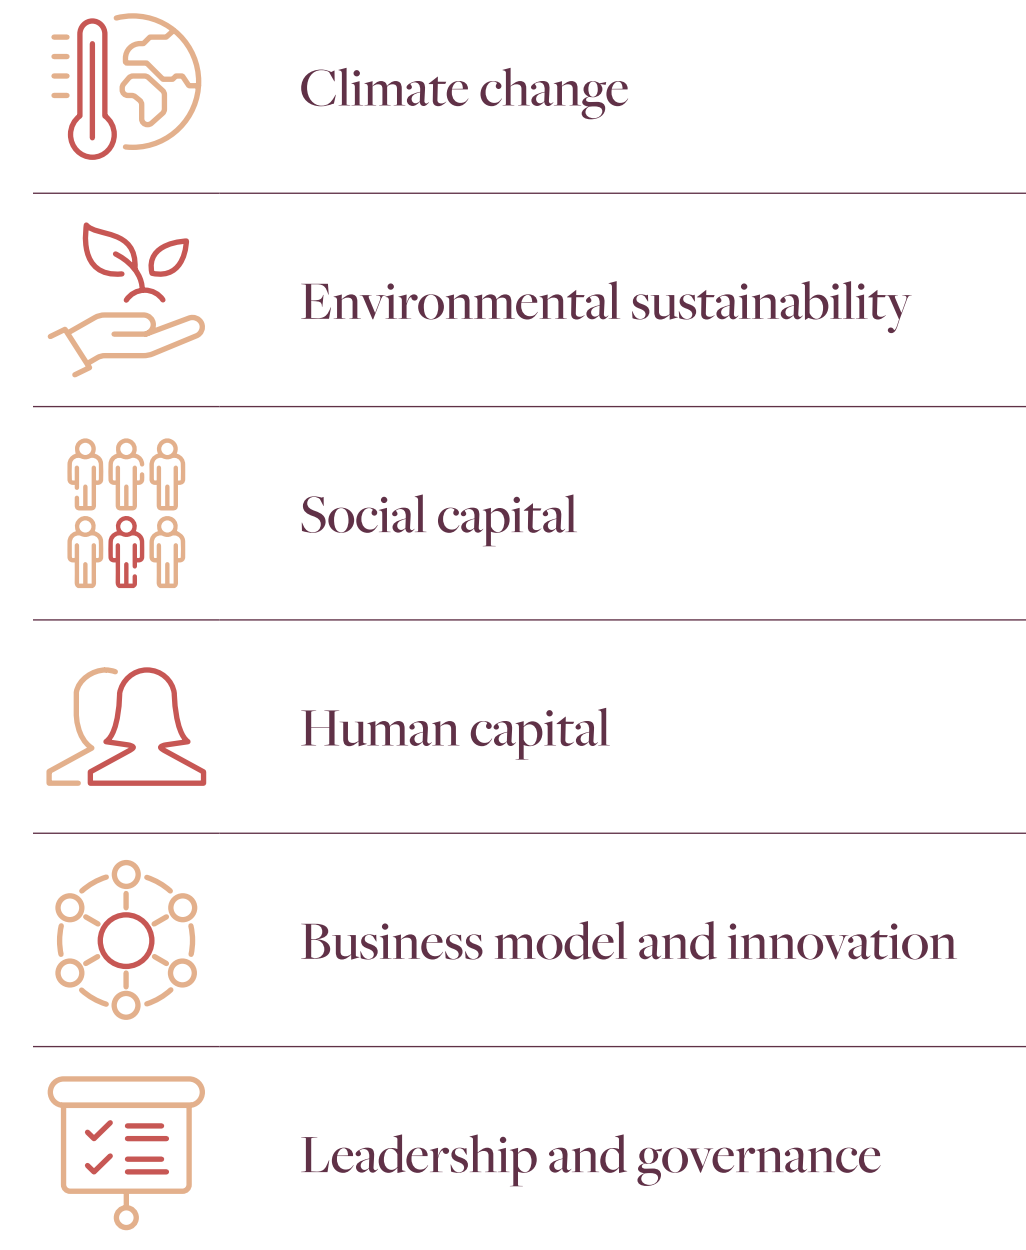 Climate change
Environmental sustainability
Social capital
Human capital
Business model and innovation
Leadership and governance